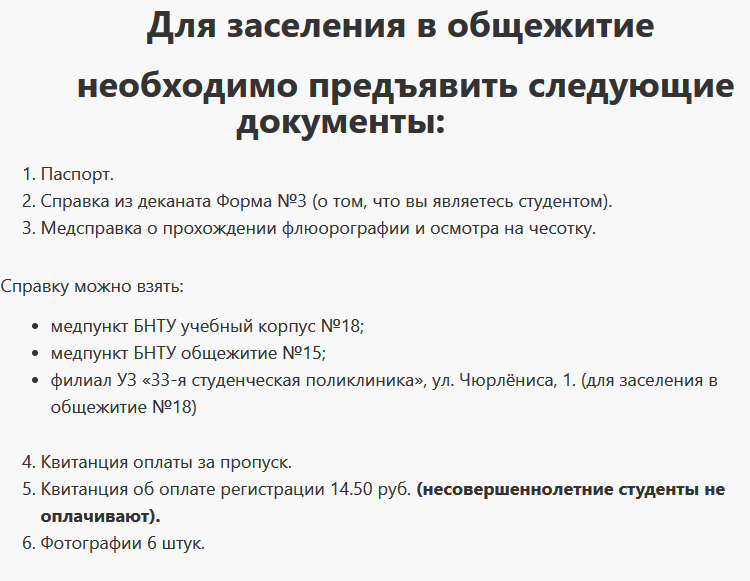 Для заселения в общежитие
необходимо предъявить следующие
документы:
1. Паспорт.
2. Справка из деканата Форма №3 (о том, что вы являетесь студентом).
3. Медсправка о прохождении флюорографии и осмотра на чесотку.
Справку можно взять:
• медпункт БНТУ учебный корпус №18;
• медпункт БНТУ общежитие №15;
• филиал УЗ «33-я студенческая поликлиника», ул. Чюрлёниса, 1. (для заселения в
общежитие №18)
4. Квитанция оплаты за пропуск.
5. Квитанция об оплате регистрации 14.50 руб. (несовершеннолетние студенты не
оплачивают).
6. Фотографии 6 штук.